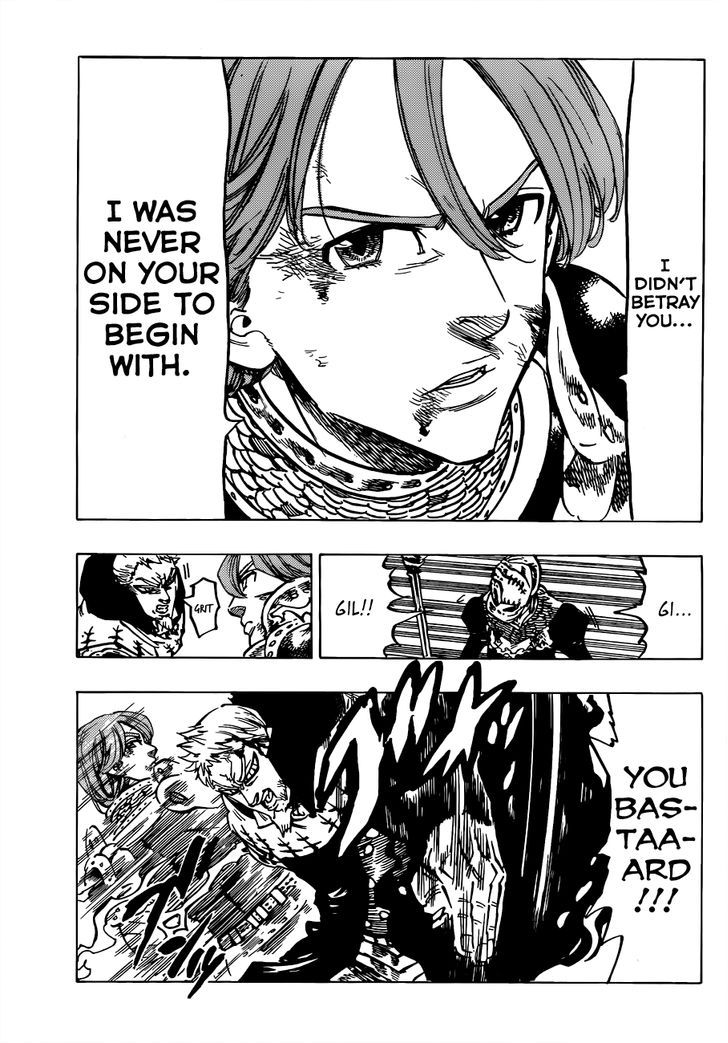 I
DIDN'T
BETRAY
YOU...
I WAS
NEVER
ON YOUR
SIDE TO
BEGIN
WITH.
GI...
GIL!!
GRIT
YOU
BAS-
TAA-
ARD
!!!